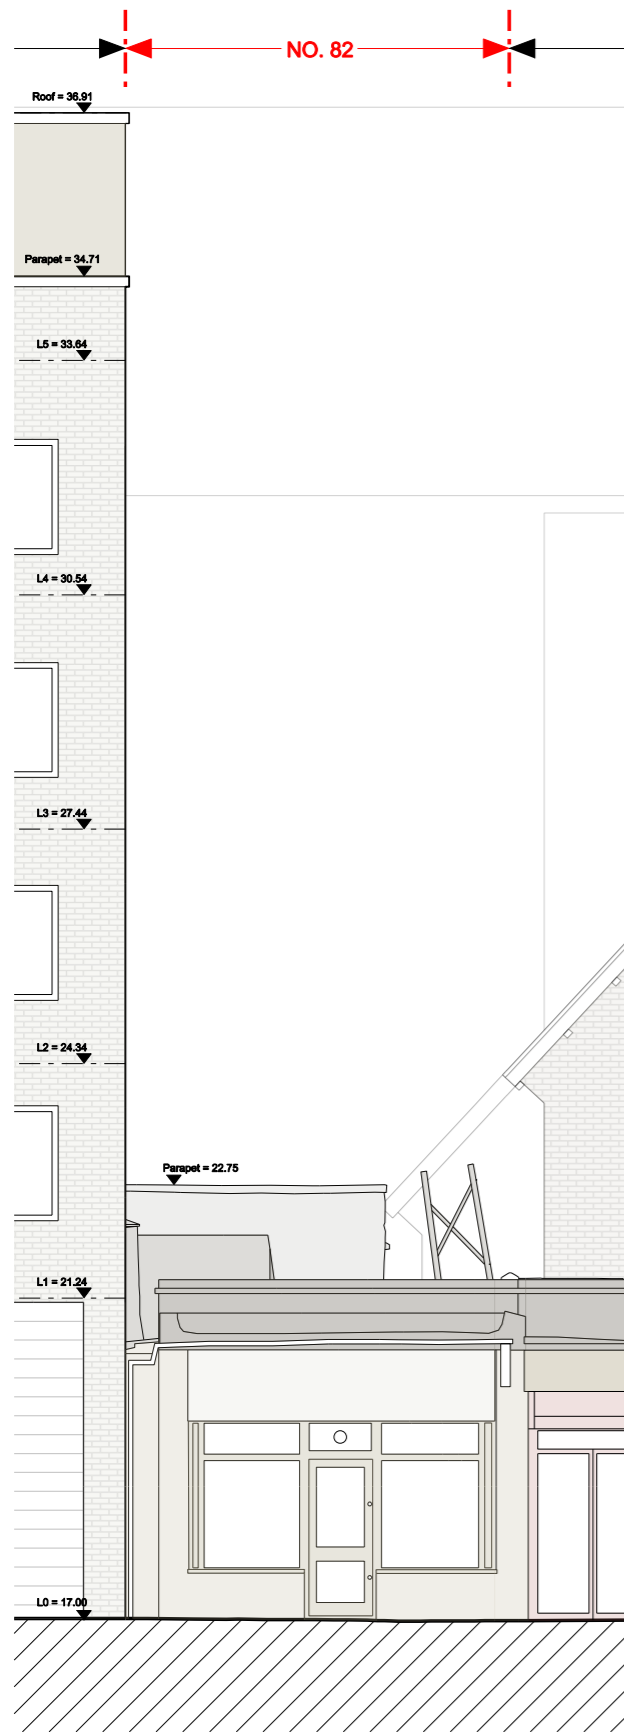 NO. 82
Roof = 36.91
Parapet = 34.71
L5 = 33.64
L4 = 30.54
L3 = 27.44
L2 = 24.34
Parapet = 22.75
L1 = 21.24
L0 = 17.00